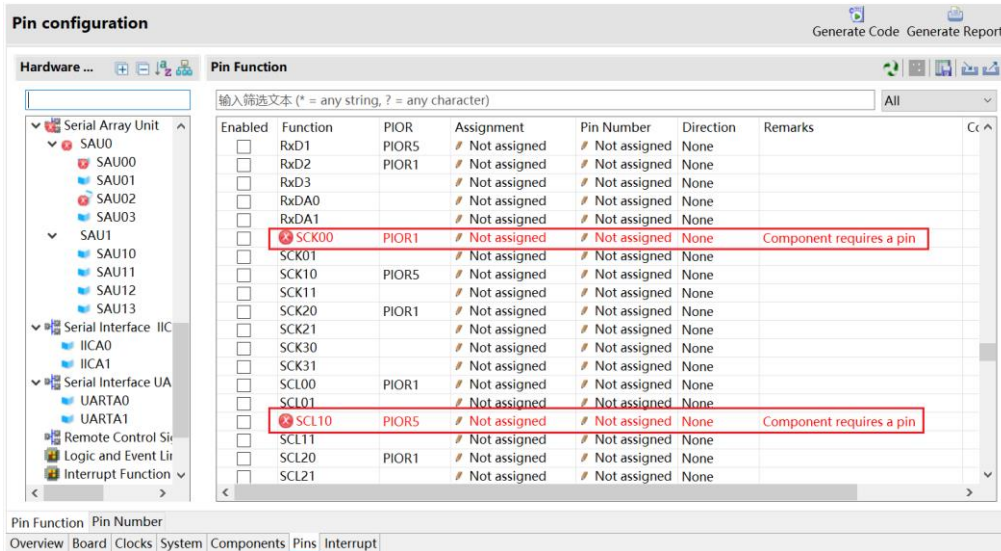 Pin configuration
Generate Code Generate Report
Hardware ...
Pin Function
输入筛选文本 (* = any string, ? = any character)
All
Serial Array Unit
SAU0
SAU00
SAU01
SAU02
SAU03
SAU1
SAU10
SAU11
SAU12
SAU13
Serial Interface IIC
IICA0
IICA1
Serial Interface UA
UARTA0
UARTA1
Remote Control Si
Logic and Event Lir
Interrupt Function
Enabled Function PIOR Assignment Pin Number Direction Remarks Cc
RxD1 PIOR5 Not assigned Not assigned None
RxD2 PIOR1 Not assigned Not assigned None
RxD3 Not assigned Not assigned None
RxDA0 Not assigned Not assigned None
RxDA1 Not assigned Not assigned None
SCK00 PIOR1 Not assigned Not assigned None Component requires a pin
SCK01 Not assigned Not assigned None
SCK10 PIOR5 Not assigned Not assigned None
SCK11 Not assigned Not assigned None
SCK20 PIOR1 Not assigned Not assigned None
SCK21 Not assigned Not assigned None
SCK30 Not assigned Not assigned None
SCK31 Not assigned Not assigned None
SCL00 PIOR1 Not assigned Not assigned None
SCL01 Not assigned Not assigned None
SCL10 PIOR5 Not assigned Not assigned None Component requires a pin
SCL11 Not assigned Not assigned None
SCL20 PIOR1 Not assigned Not assigned None
SCL21 Not assigned Not assigned None
Pin Function Pin Number
Overview Board Clocks System Components Pins Interrupt